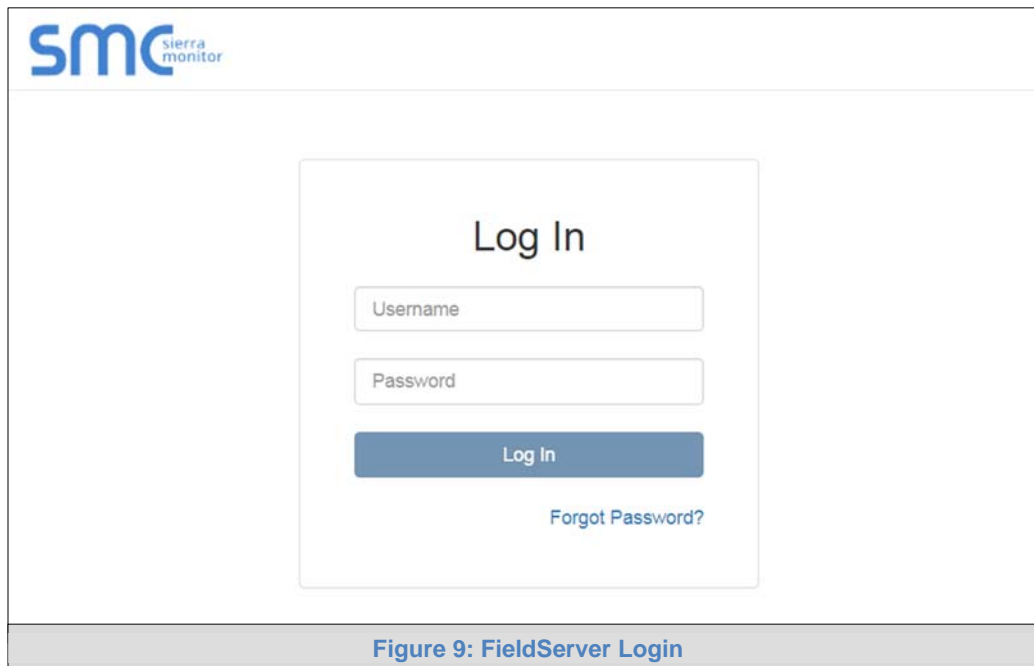 SMC sierra
monitor
Log In
Username
Password
Log In
Forgot Password?
Figure 9: FieldServer Login